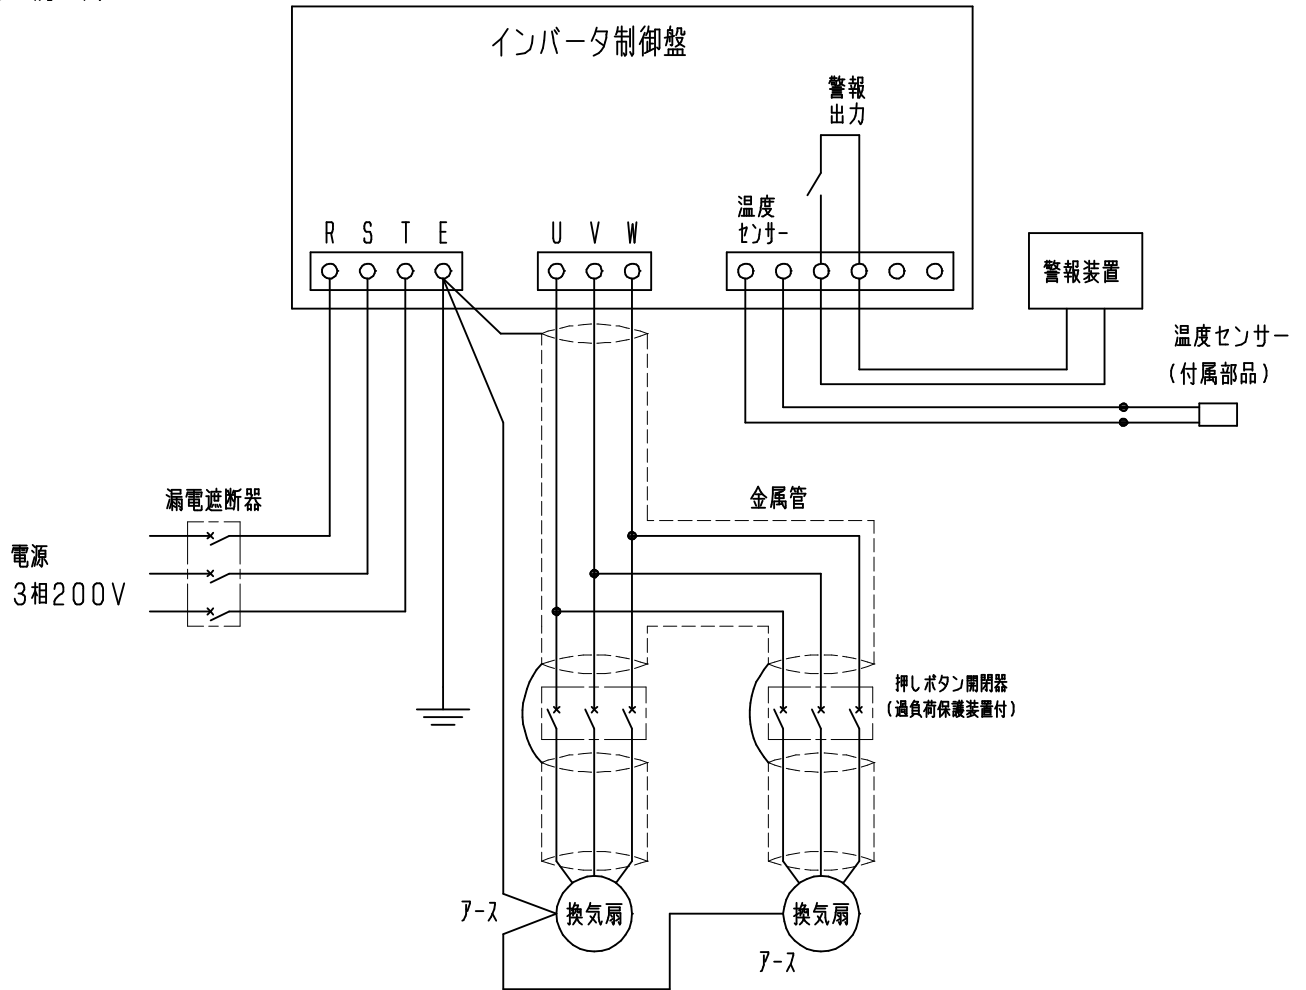 インバータ制御盤
警報
出力
温度
センサー
R S T E
U V W
警報装置
温度センサー
(付属部品)
漏電遮断器
金属管
電源
3相200V
押しボタン開閉器
(過負荷保護装置付)
アース
換気扇
換気扇
アース